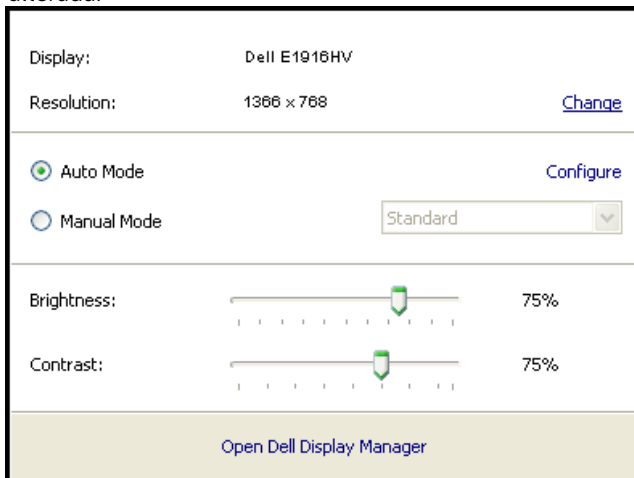 Display: Dell E1916HV
Resolution: 1366 x 768 Change
Auto Mode Configure
Manual Mode Standard
Brightness: 75%
Contrast: 75%
Open Dell Display Manager